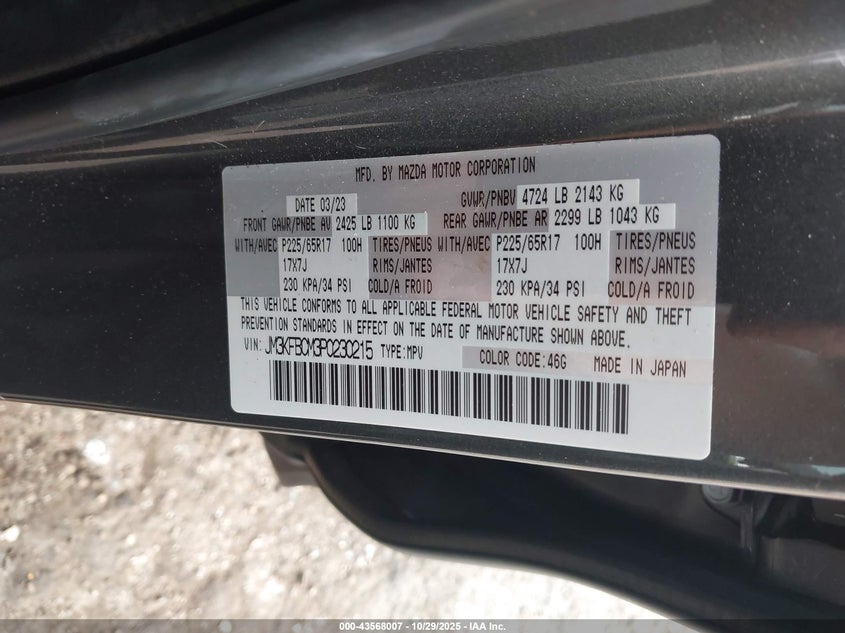 MFD. BY MAZDA MOTOR CORPORATION
DATE 03/23 GVWR/PNBV 4724 LB 2143 KG
FRONT GAWR/PNBE AV 2425 LB 1100 KG REAR GAWR/PNBE AR 2299 LB 1043 KG
WITH/AVEC P225/65R17 100H TIRES/PNEUS WITH/AVEC P225/65R17 100H TIRES/PNEUS
17X7J RIMS/JANTES 17X7J RIMS/JANTES
230 KPA/34 PSI COLD/A FROID 230 KPA/34 PSI COLD/A FROID
THIS VEHICLE CONFORMS TO ALL APPLICABLE FEDERAL MOTOR VEHICLE SAFETY AND THEFT
PREVENTION STANDARDS IN EFFECT ON THE DATE OF MANUFACTURE SHOWN ABOVE.
VIN: JM3KFBCM3P0230215 TYPE:MPV COLOR CODE:46G MADE IN JAPAN
000-43568007 - 10/29/2025 - IAA Inc.